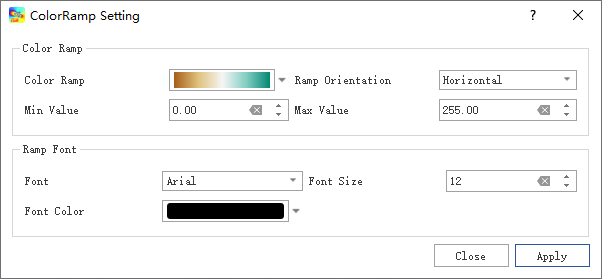 ColorRamp Setting ?
Color Ramp
Color Ramp Ramp Orientation Horizontal
Min Value 0.00 Max Value 255.00
Ramp Font
Font Arial Font Size 12
Font Color
Close Apply